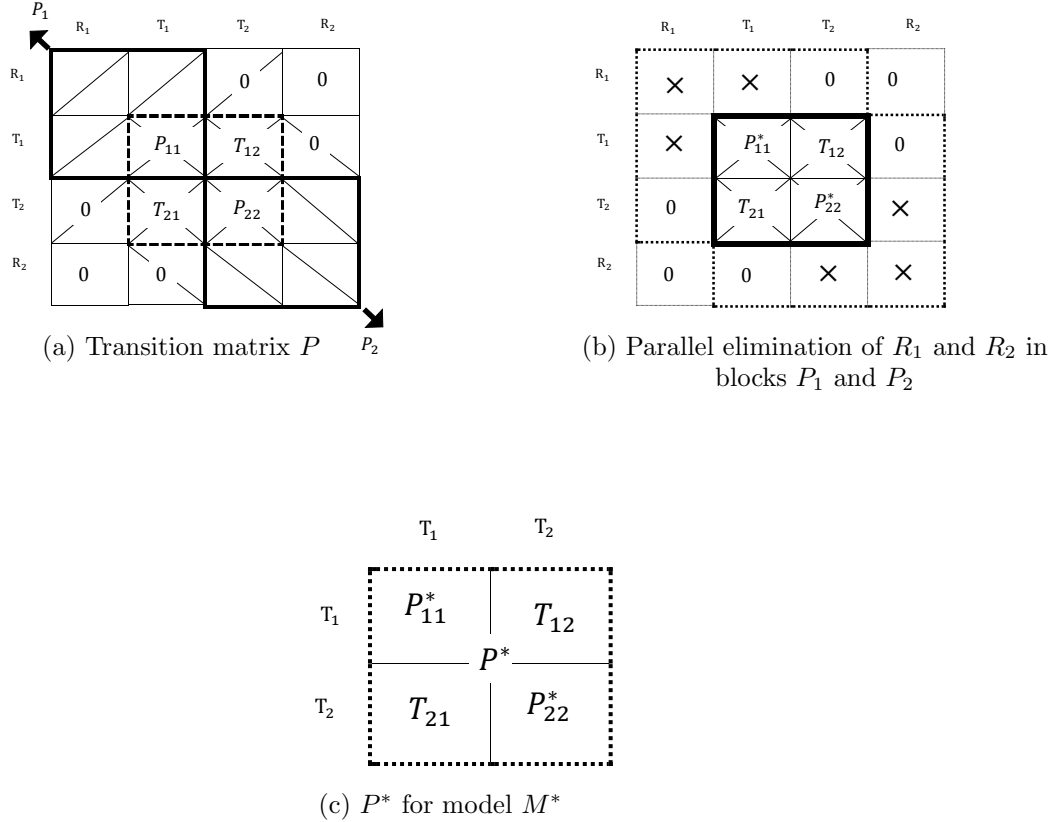 P₁
R₁ T₁ T₂ R₂
R₁ 0 0
T₁ P₁₁ T₁₂ 0
T₂ 0 T₂₁ P₂₂
R₂ 0 0
P₂
(a) Transition matrix P
R₁ T₁ T₂ R₂
R₁ × × 0 0
T₁ × P*₁₁ T₁₂ 0
T₂ 0 T₂₁ P*₂₂ ×
R₂ 0 0 × ×
(b) Parallel elimination of R₁ and R₂ in
blocks P₁ and P₂
T₁ T₂
T₁ P*₁₁ T₁₂
P*
T₂ T₂₁ P*₂₂
(c) P* for model M*